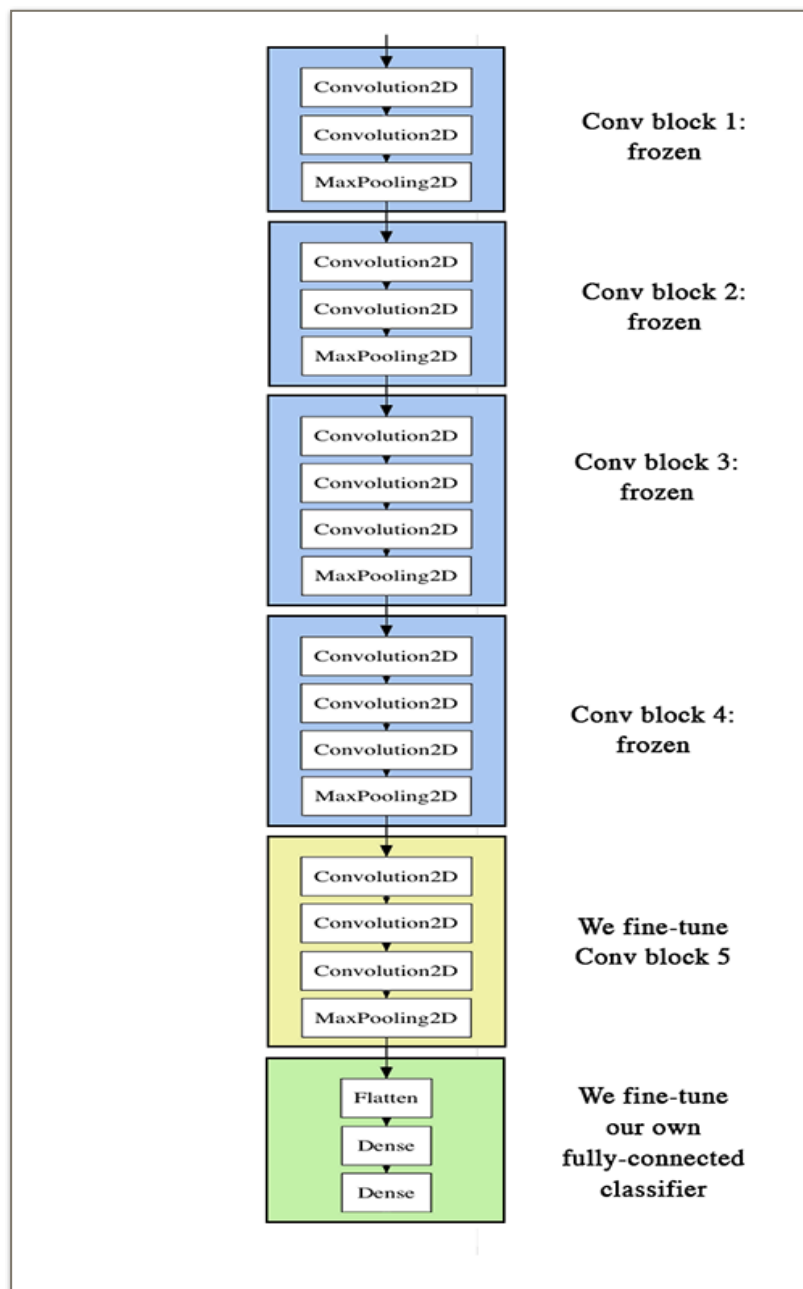 Convolution2D
Convolution2D
MaxPooling2D
Conv block 1:
frozen
Convolution2D
Convolution2D
MaxPooling2D
Conv block 2:
frozen
Convolution2D
Convolution2D
Convolution2D
MaxPooling2D
Conv block 3:
frozen
Convolution2D
Convolution2D
Convolution2D
MaxPooling2D
Conv block 4:
frozen
Convolution2D
Convolution2D
Convolution2D
MaxPooling2D
We fine-tune
Conv block 5
Flatten
Dense
Dense
We fine-tune
our own
fully-connected
classifier